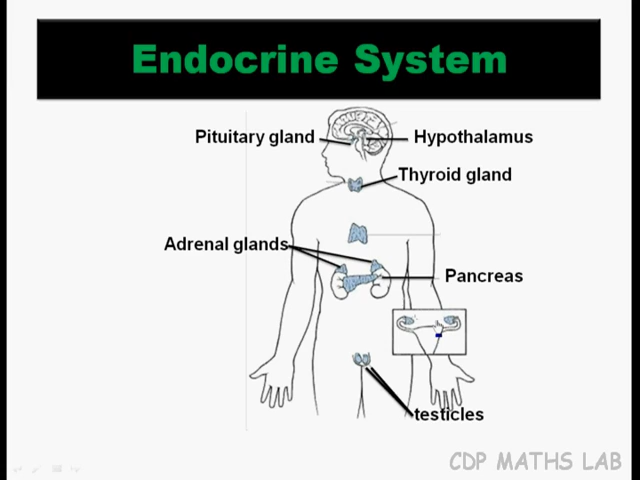 Endocrine System
Pituitary gland
Hypothalamus
Thyroid gland
Adrenal glands
Pancreas
testicles
CDP MATHS LAB